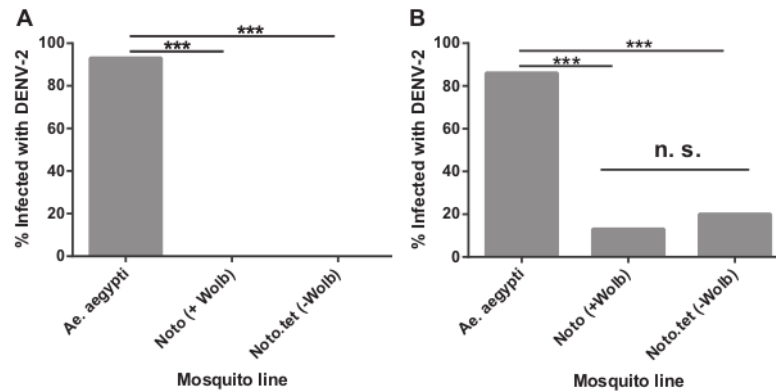 A
% Infected with DENV-2
100
80
60
40
20
0
***
***
Ae. aegypti
Noto (+ Wolb)
Noto.tet (-Wolb)
Mosquito line
B
% Infected with DENV-2
100
80
60
40
20
0
***
***
n. s.
Ae. aegypti
Noto (+Wolb)
Noto.tet (-Wolb)
Mosquito line